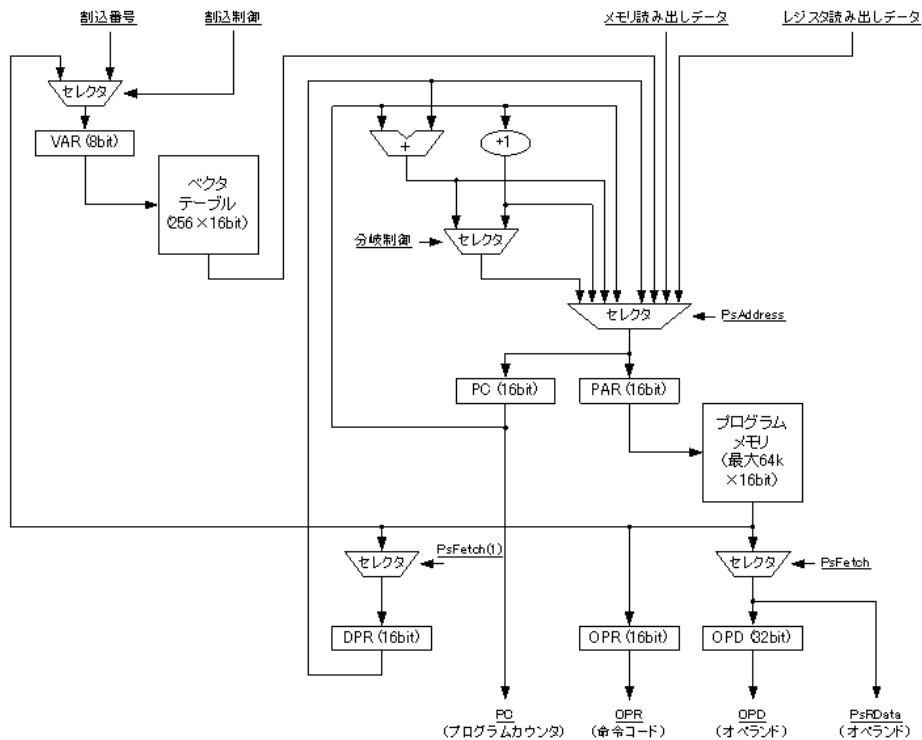 割込番号
割込制御
メモリ読み出しデータ
レジスタ読み出しデータ
セレクタ
VAR (8bit)
ベクタ
テーブル
(256×16bit)
+
+1
分岐制御
セレクタ
セレクタ
PsAddress
PC (16bit)
PAR (16bit)
プログラム
メモリ
(最大64k
×16bit)
セレクタ
PsFetch(1)
セレクタ
PsFetch
DPR (16bit)
OPR (16bit)
OPD (32bit)
PC
(プログラムカウンタ)
OPR
(命令コード)
OPD
(オペランド)
PsRData
(オペランド)